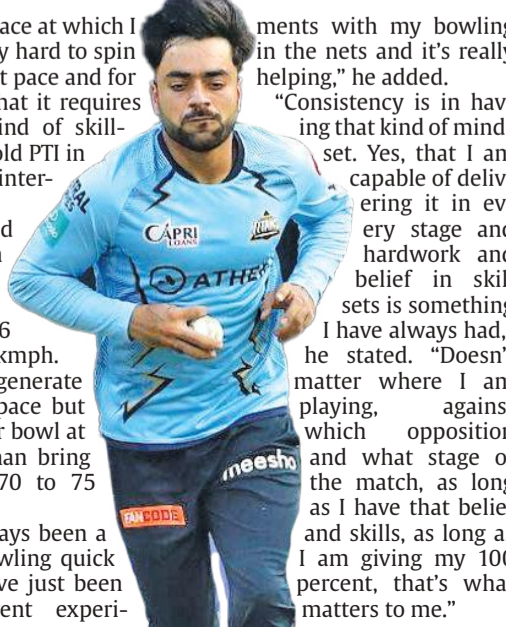 ace at which I
y hard to spin
t pace and for
hat it requires
ind of skill-
old PTI in
inter-
d
6
kmph.
generate
pace but
r bowl at
han bring
70 to 75
ays been a
wling quick
ve just been
ent experi-
ments with my bowling
in the nets and it's really
helping,” he added.
“Consistency is in hav
ing that kind of mind
set. Yes, that I am
capable of deliv
ering it in ev
ery stage and
hardwork and
belief in skil
sets is something
I have always had,
he stated. “Doesn’
matter where I am
playing, agains
which opposition
and what stage o
the match, as long
as I have that belie
and skills, as long a
I am giving my 100
percent, that’s wha
matters to me.”
CAPRI
LOANS
ATHER
meesho
FANCODE